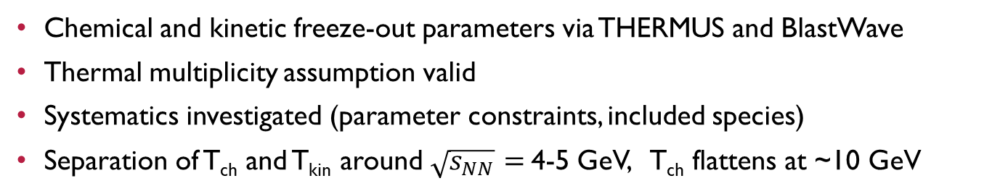 • Chemical and kinetic freeze-out parameters via THERMUS and BlastWave
• Thermal multiplicity assumption valid
• Systematics investigated (parameter constraints, included species)
• Separation of T_ch and T_kin around √s_NN = 4-5 GeV, T_ch flattens at ~10 GeV